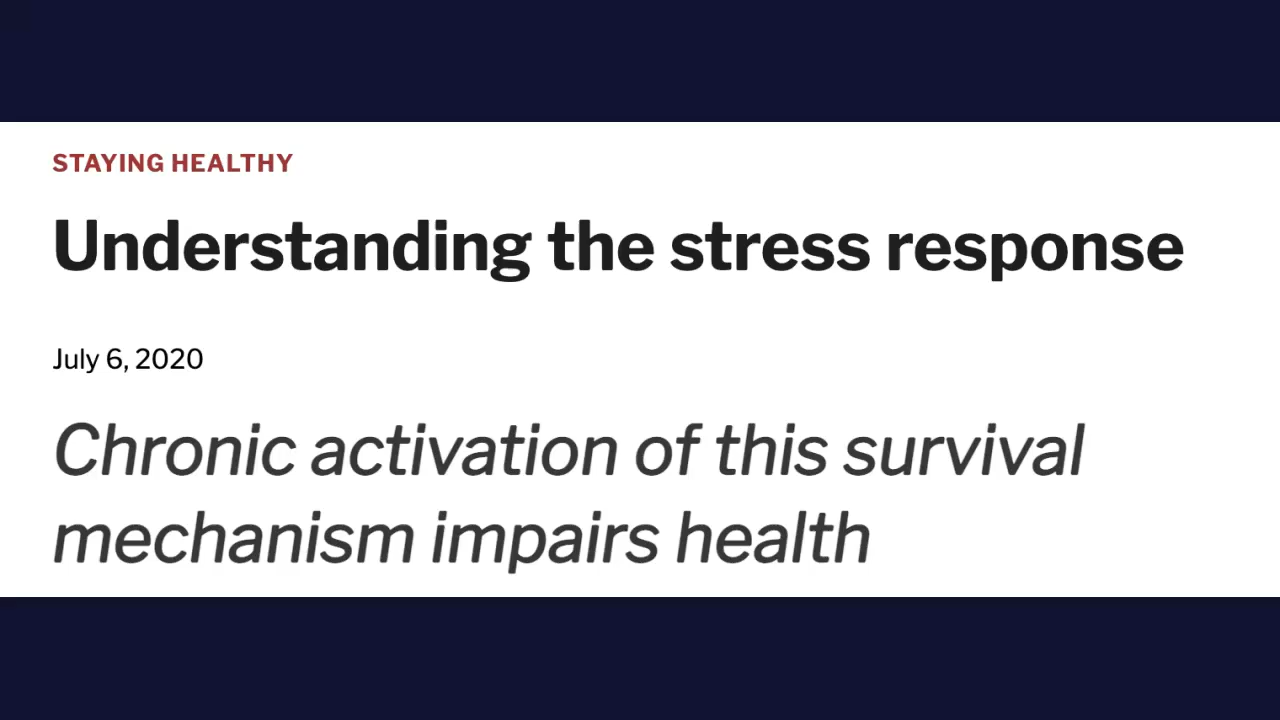 STAYING HEALTHY
Understanding the stress response
July 6, 2020
Chronic activation of this survival
mechanism impairs health